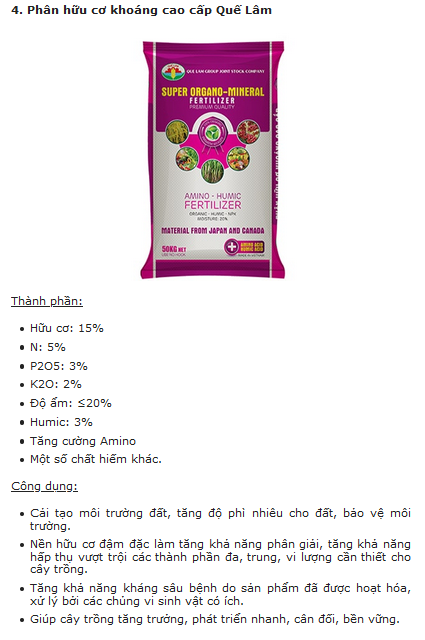 4. Phân hữu cơ khoáng cao cấp Quế Lâm
QUE LAM GROUP JOINT STOCK COMPANY
SUPER ORGANO-MINERAL
FERTILIZER
PREMIUM QUALITY
AMINO - HUMIC
FERTILIZER
ORGANIC - HUMIC - NPK
MOISTURE: 20%
MATERIAL FROM JAPAN AND CANADA
50KG NET
AMINO ACID
HUMIC ACID
Thành phần:
Hữu cơ: 15%
N: 5%
P2O5: 3%
K2O: 2%
Độ ẩm: ≤20%
Humic: 3%
Tăng cường Amino
Một số chất hiếm khác.
Công dụng:
Cải tạo môi trường đất, tăng độ phì nhiêu cho đất, bảo vệ môi
trường.
Nền hữu cơ đậm đặc làm tăng khả năng phân giải, tăng khả năng
hấp thụ vượt trội các thành phần đa, trung, vi lượng cần thiết cho
cây trồng.
Tăng khả năng kháng sâu bệnh do sản phẩm đã được hoạt hóa,
xử lý bởi các chủng vi sinh vật có ích.
Giúp cây trồng tăng trưởng, phát triển nhanh, cân đối, bền vững.